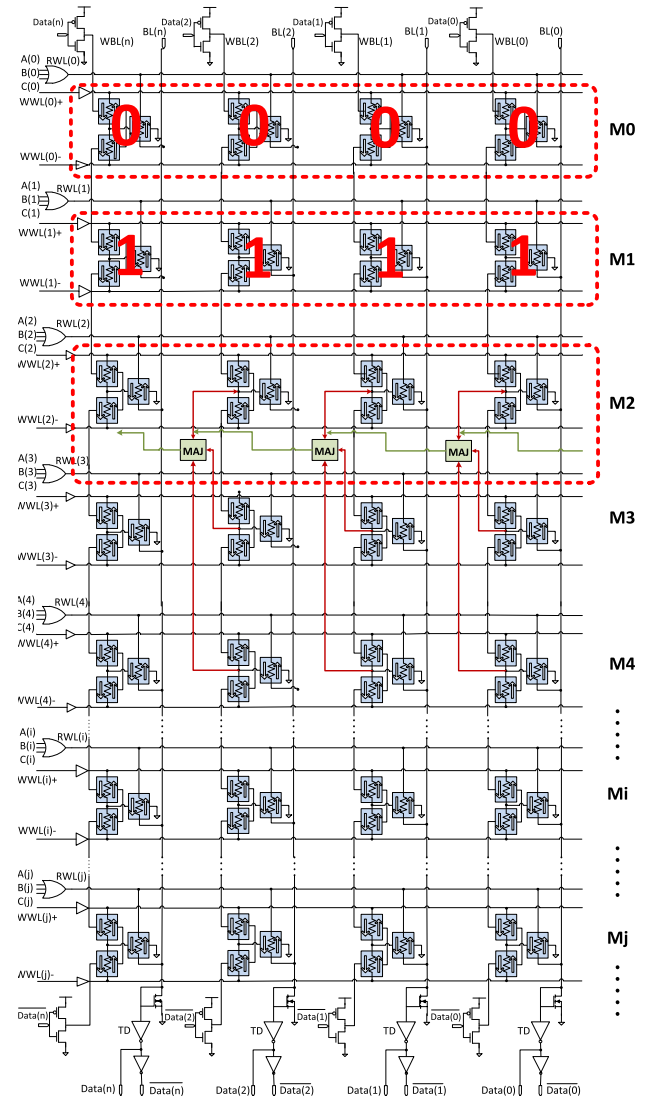 Data(n) Data(2) Data(1) Data(0)
WBL(n) BL(n) WBL(2) BL(2) WBL(1) BL(1) WBL(0) BL(0)
A(0) RWL(0)
B(0)
C(0)
WWL(0)+
0 0 0 0 M0
WWL(0)-
A(1) RWL(1)
B(1)
C(1)
WWL(1)+
1 1 1 1 M1
WWL(1)-
A(2) RWL(2)
B(2)
C(2)
WWL(2)+
M2
WWL(2)-
MAJ MAJ MAJ
A(3) RWL(3)
B(3)
C(3)
WWL(3)+
M3
WWL(3)-
A(4) RWL(4)
B(4)
C(4)
WWL(4)+
M4
WWL(4)-
A(i) RWL(i)
B(i)
C(i)
WWL(i)+
Mi
WWL(i)-
A(j) RWL(j)
B(j)
C(j)
WWL(j)+
Mj
WWL(j)-
Data(n) Data(2) Data(1) Data(0)
TD TD TD TD
Data(n) Data(n) Data(2) Data(2) Data(1) Data(1) Data(0) Data(0)